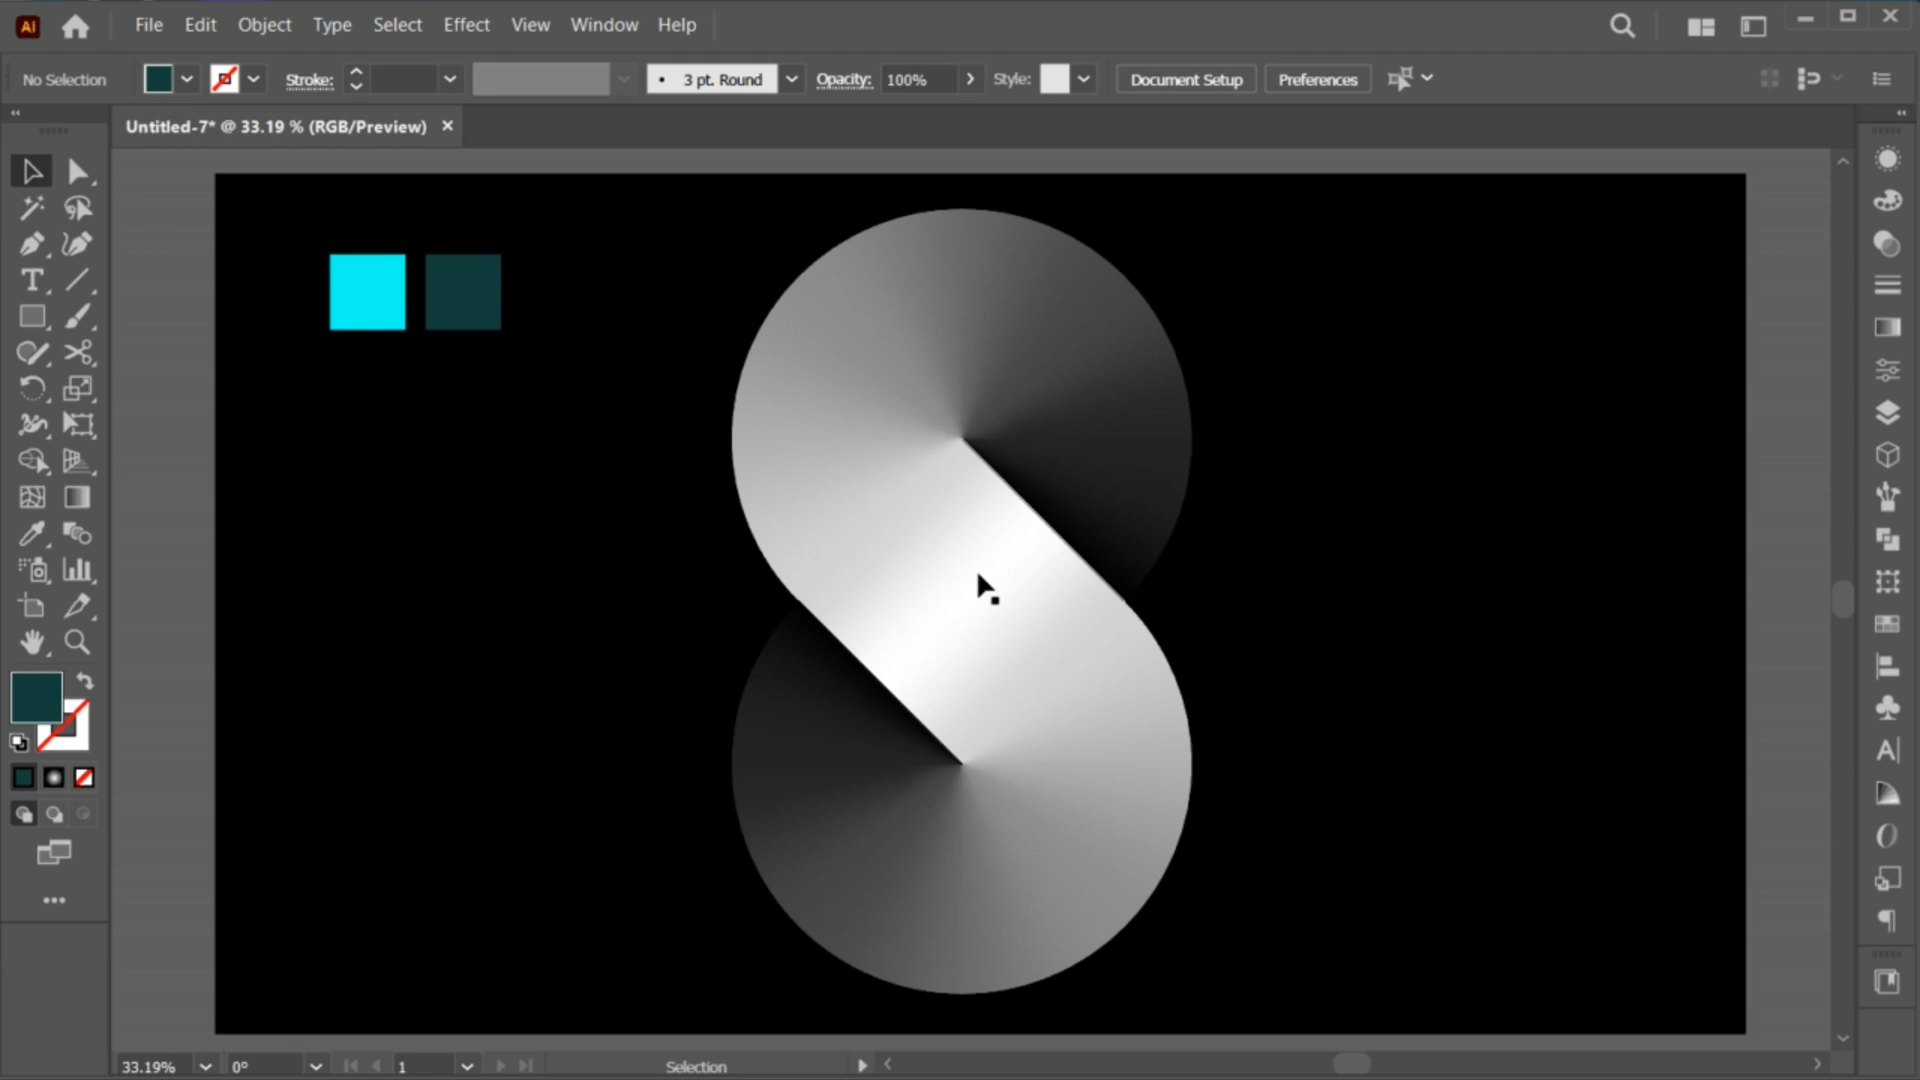 Ai File Edit Object Type Select Effect View Window Help
No Selection Stroke: 3 pt. Round Opacity: 100% Style: Document Setup Preferences
Untitled-7* @ 33.19 % (RGB/Preview)
33.19% 0° 1 Selection